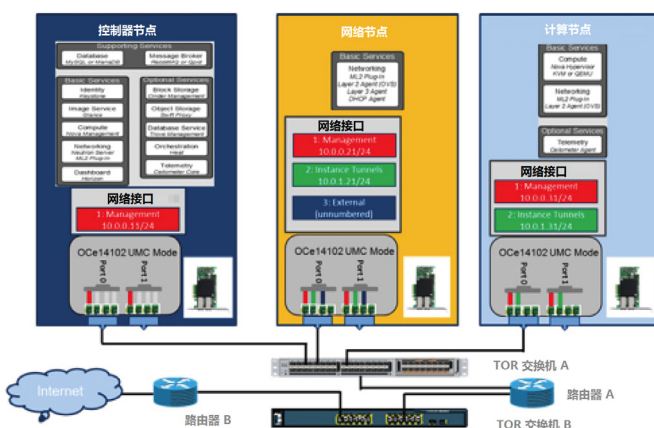 控制器节点
Supporting Services
Database
MySQL or MariaDB
Message Broker
RabbitMQ or Qpid
Basic Services
Identity
Keystone
Image Service
Glance
Compute
Nova Management
Networking
Neutron Server
ML2 Plug-in
Dashboard
Horizon
Optional Services
Block Storage
Cinder Management
Object Storage
Swift Proxy
Database Service
Trove Management
Orchestration
Heat
Telemetry
Ceilometer Core
网络接口
1: Management
10.0.0.11/24
OCe14102 UMC Mode
Port 0
Port 1
网络节点
Basic Services
Networking
ML2 Plug-in
Layer 2 Agent (OVS)
Layer 3 Agent
DHCP Agent
网络接口
1: Management
10.0.0.21/24
2: Instance Tunnels
10.0.1.21/24
3: External
(unnumbered)
OCe14102 UMC Mode
Port 0
Port 1
计算节点
Basic Services
Compute
Nova Hypervisor
KVM or QEMU
Networking
ML2 Plug-in
Layer 2 Agent (OVS)
Optional Services
Telemetry
Ceilometer Agent
网络接口
1: Management
10.0.0.31/24
2: Instance Tunnels
10.0.1.31/24
OCe14102 UMC Mode
Port 0
Port 1
TOR 交换机 A
Internet
路由器 B
路由器 A
TOR 交换机 B